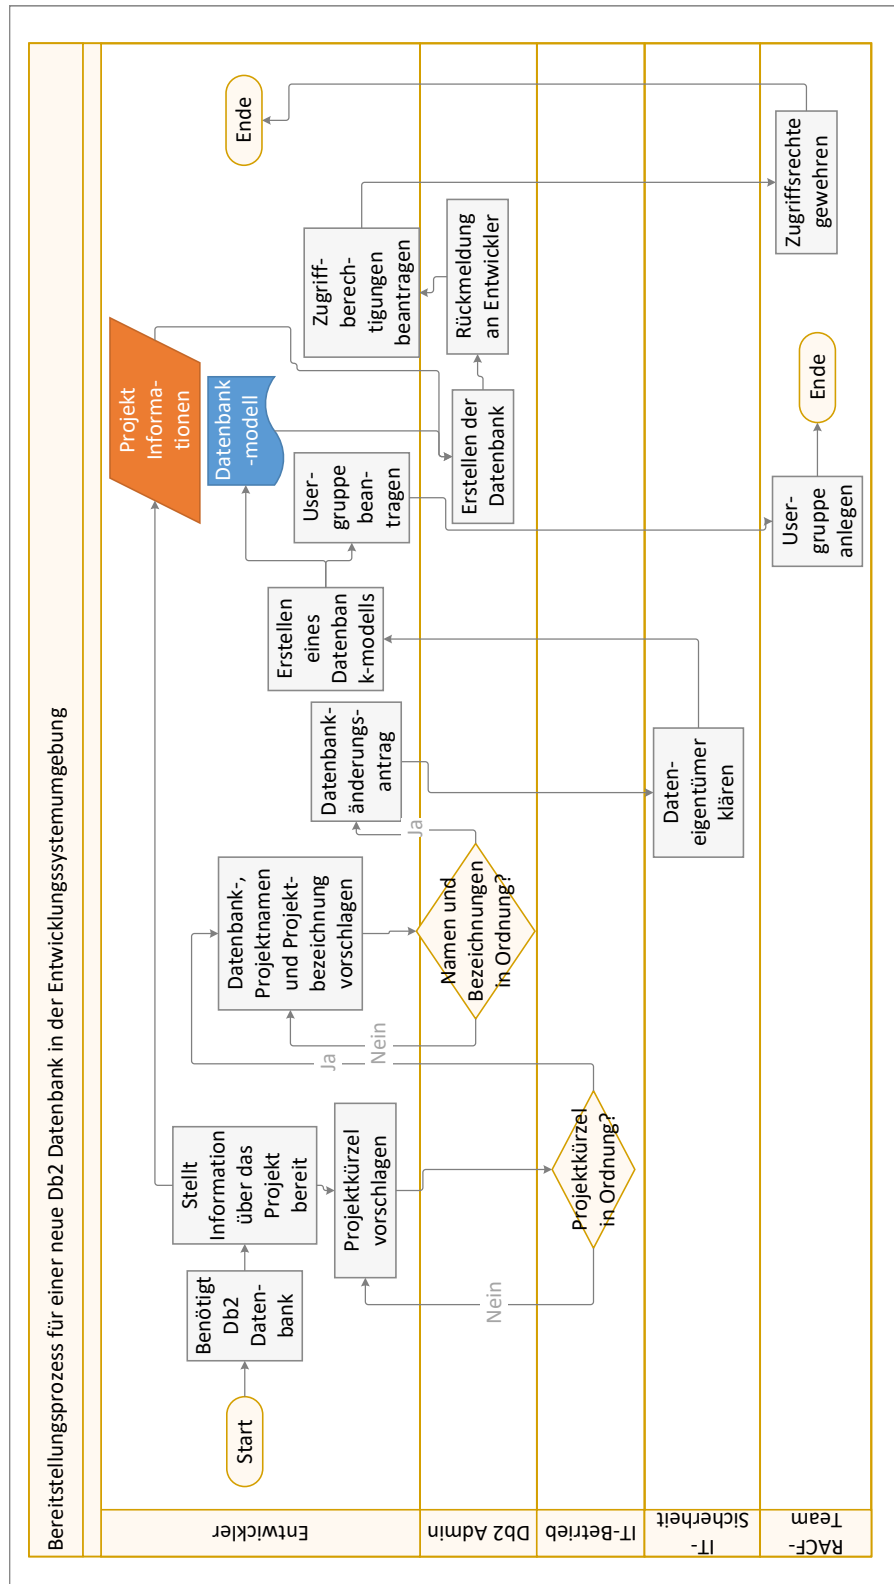 Bereitstellungsprozess für einer neue Db2 Datenbank in der Entwicklungssystemumgebung
Entwickler
Start
Benötigt
Db2
Daten-
bank
Stellt
Information
über das
Projekt
bereit
Projektkürzel
vorschlagen
Nein
Ja
Datenbank-,
Projektnamen
und Projekt-
bezeichnung
vorschlagen
Nein
Ja
Datenbank-
änderungs-
antrag
Erstellen
eines
Datenban
k-modells
User-
gruppe
bean-
tragen
Datenbank
-modell
Projekt
Informa-
tionen
Zugriff-
berech-
tigungen
beantragen
Ende
Db2 Admin
Namen und
Bezeichnungen
in Ordnung?
Erstellen der
Datenbank
Rückmeldung
an Entwickler
IT-Betrieb
Projektkürzel
in Ordnung?
IT-
Sicherheit
Daten-
eigentümer
klären
RACF-
Team
User-
gruppe
anlegen
Ende
Zugriffsrechte
gewehren